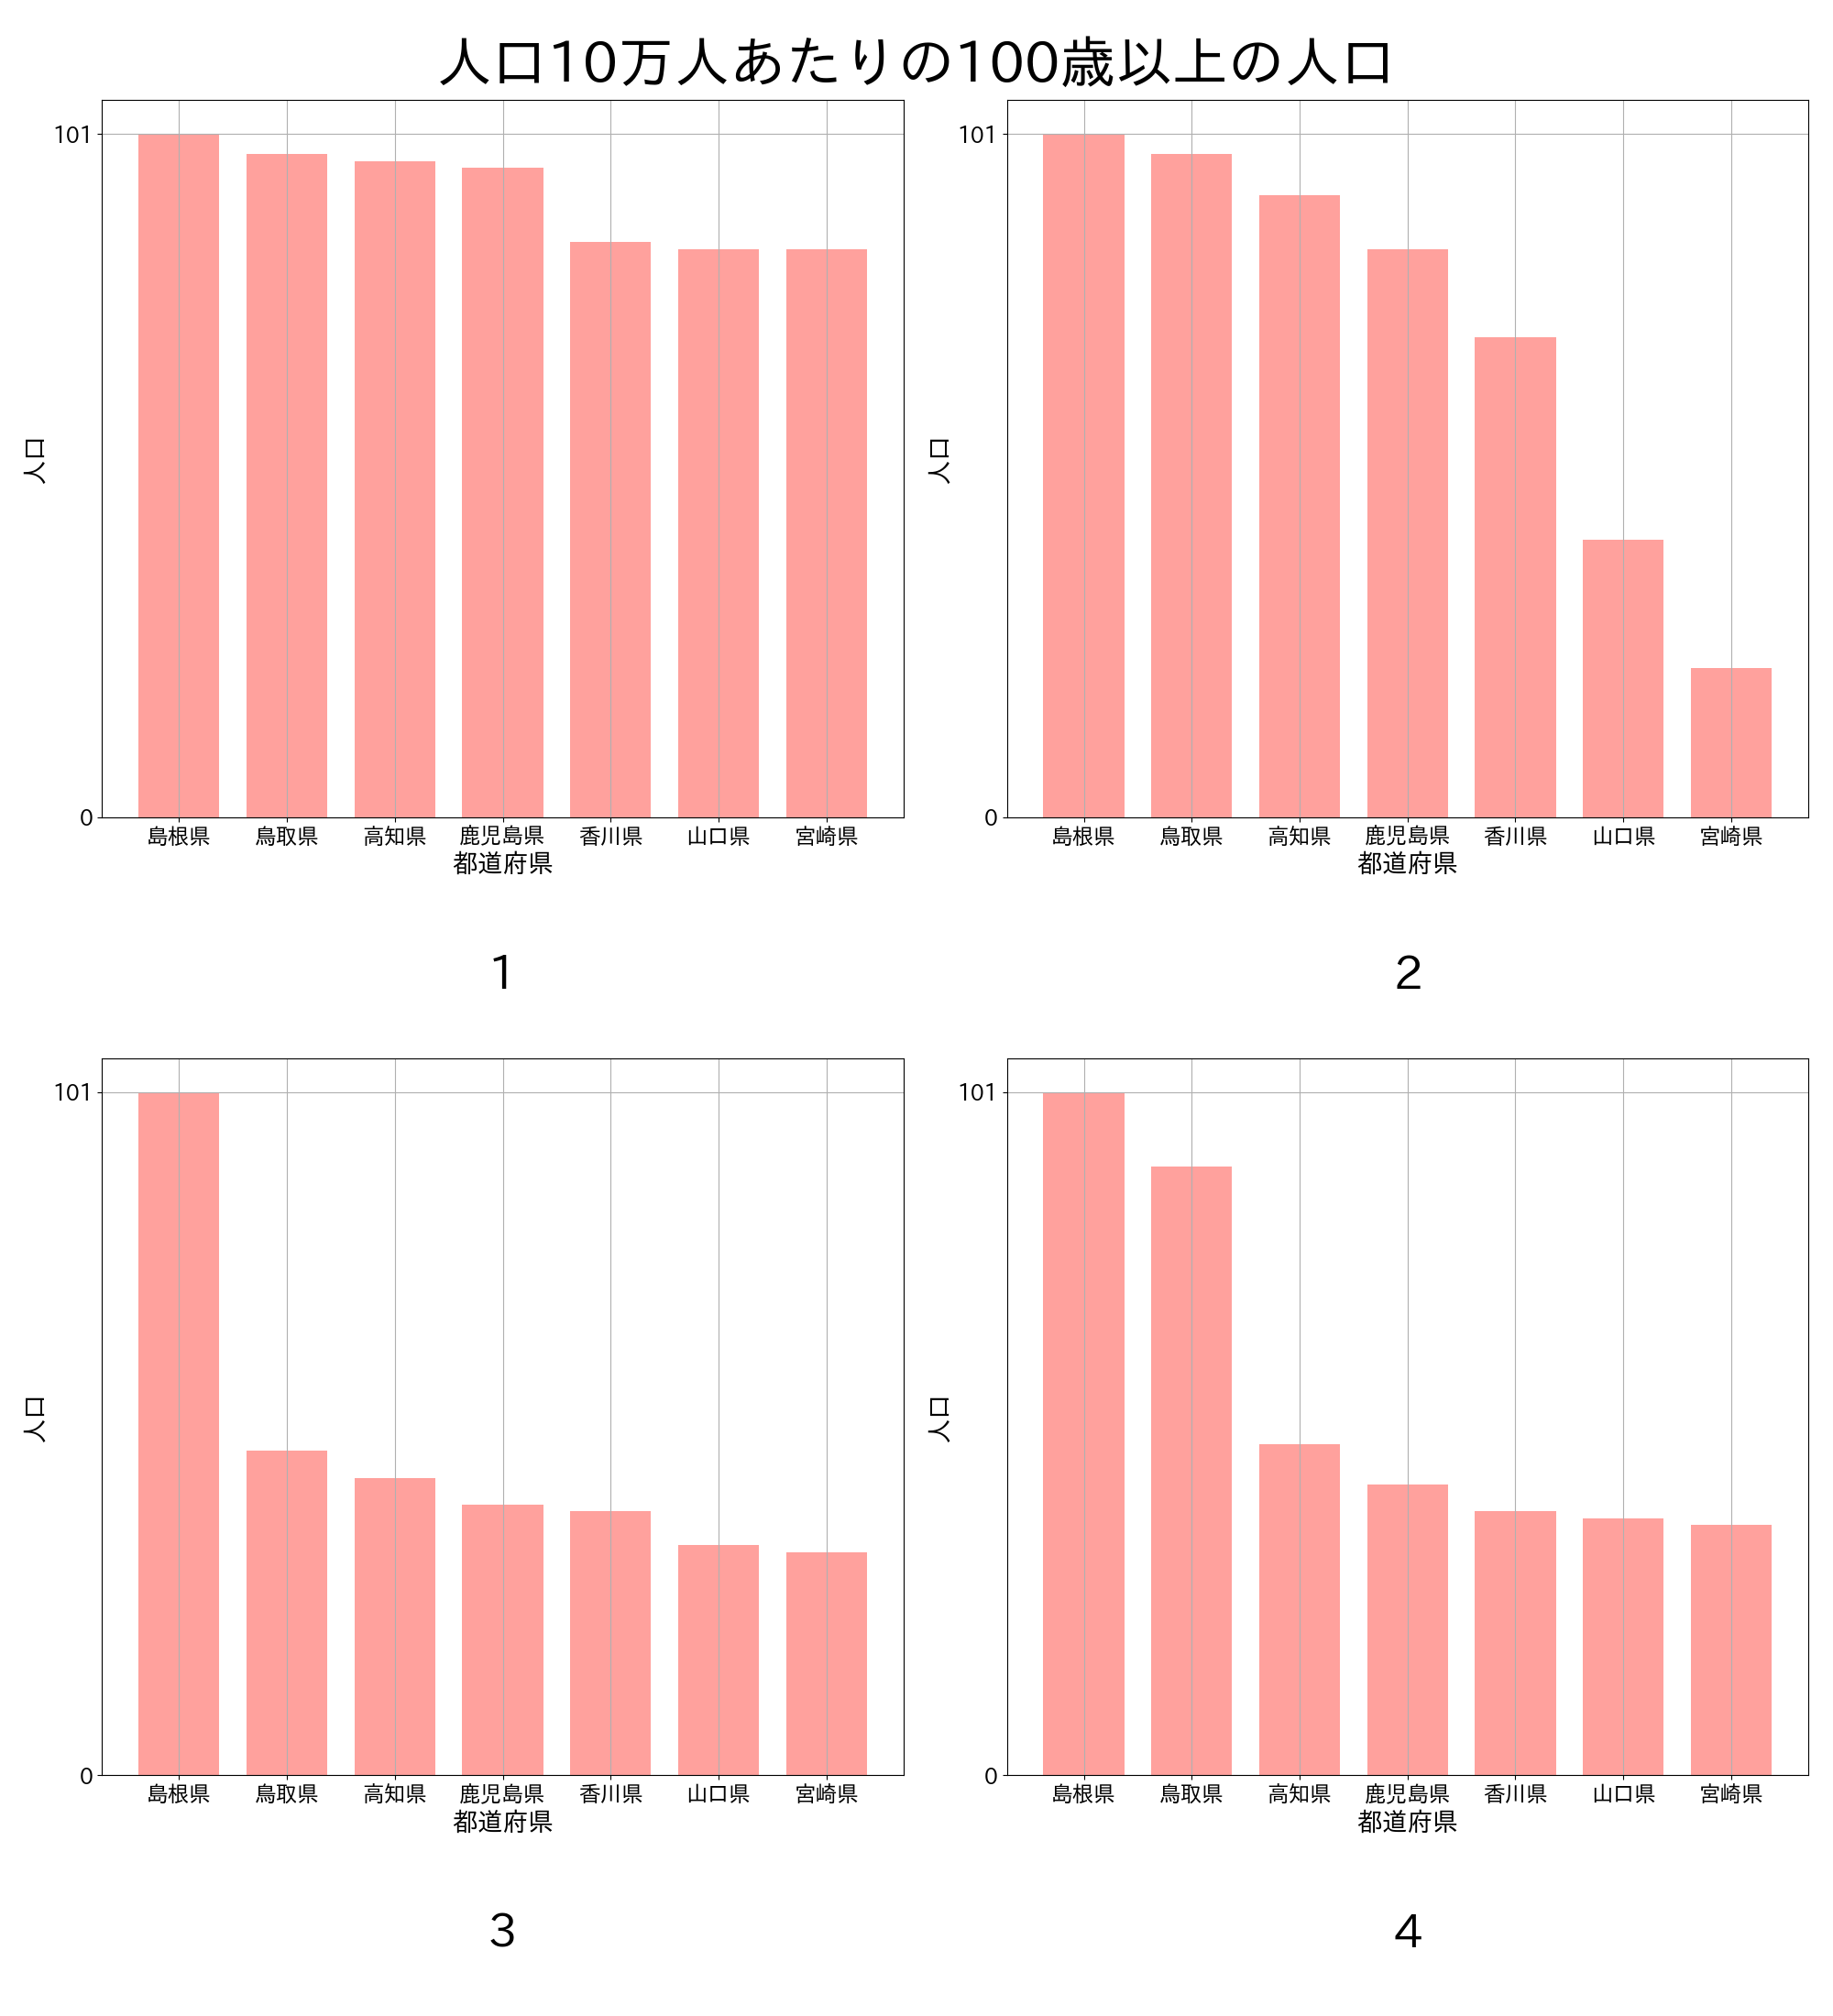 人口10万人あたりの100歳以上の人口
101
0
人口
島根県 鳥取県 高知県 鹿児島県 香川県 山口県 宮崎県
都道府県
1
101
0
人口
島根県 鳥取県 高知県 鹿児島県 香川県 山口県 宮崎県
都道府県
2
101
0
人口
島根県 鳥取県 高知県 鹿児島県 香川県 山口県 宮崎県
都道府県
3
101
0
人口
島根県 鳥取県 高知県 鹿児島県 香川県 山口県 宮崎県
都道府県
4